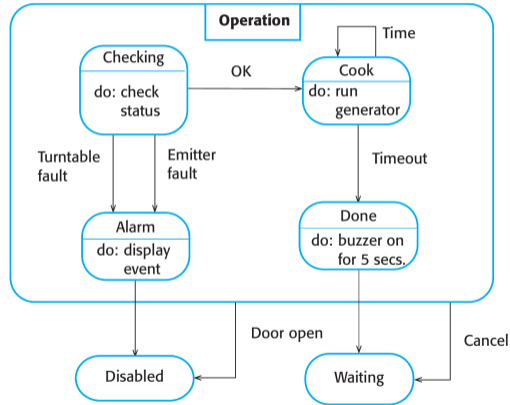 Operation
Time
Checking
do: check
status
OK
Cook
do: run
generator
Turntable
fault
Emitter
fault
Timeout
Alarm
do: display
event
Done
do: buzzer on
for 5 secs.
Door open
Cancel
Disabled
Waiting